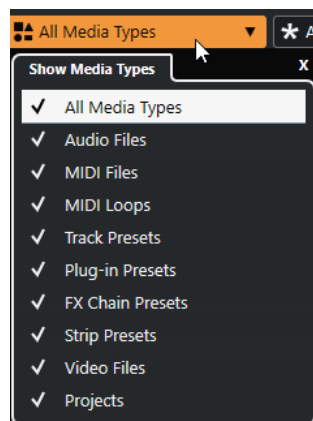 All Media Types
Show Media Types X
All Media Types
Audio Files
MIDI Files
MIDI Loops
Track Presets
Plug-in Presets
FX Chain Presets
Strip Presets
Video Files
Projects